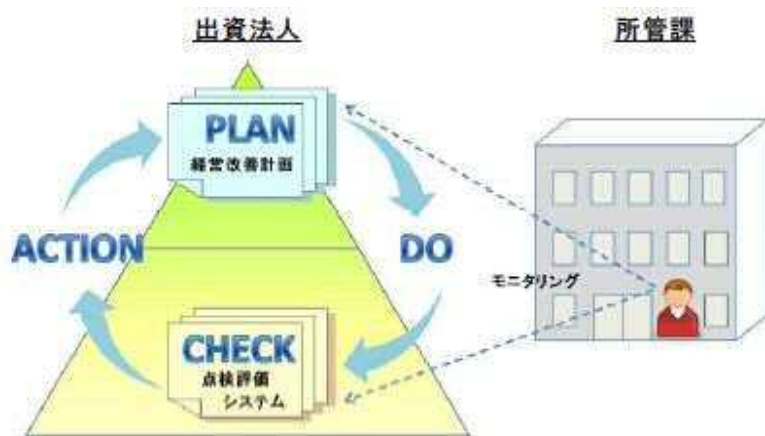 出資法人
所管課
PLAN
経営改善計画
ACTION
DO
モニタリング
CHECK
点検評価
システム